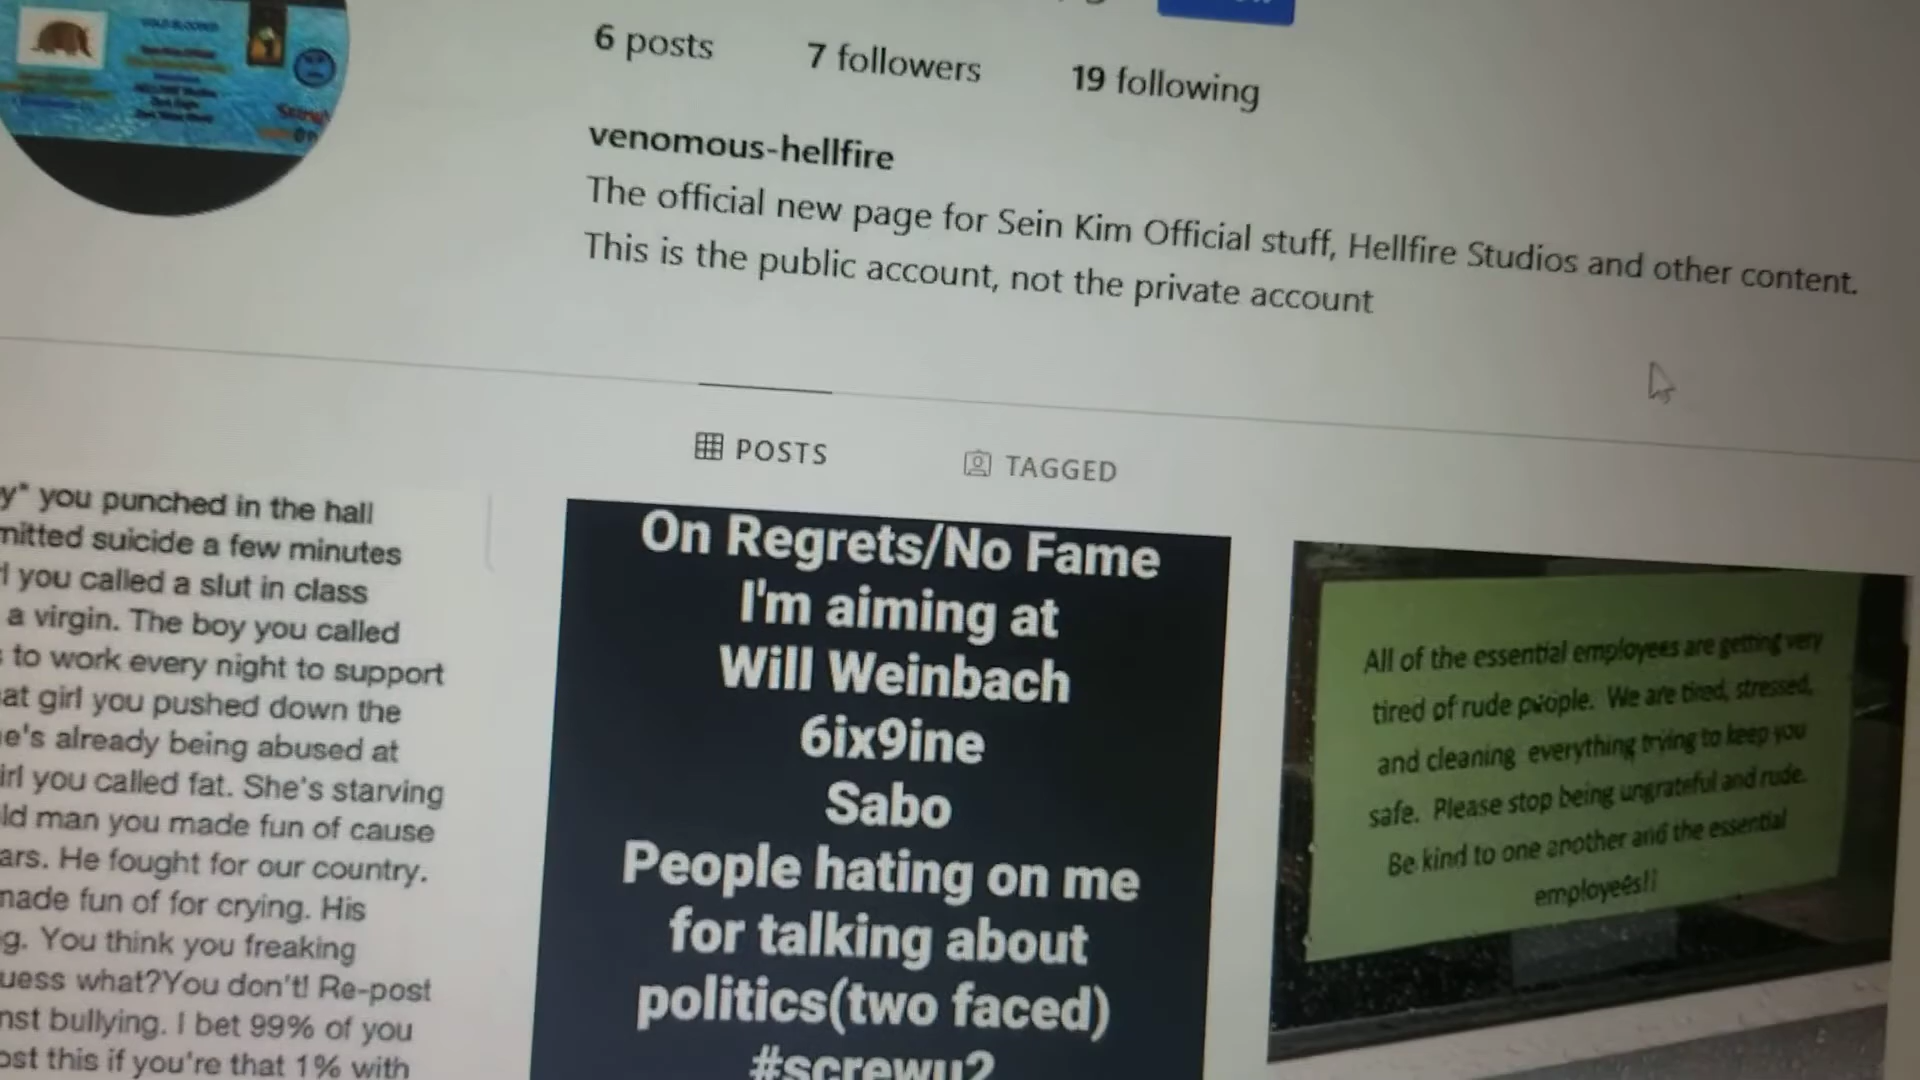 6 posts
7 followers
19 following
venomous-hellfire
The official new page for Sein Kim Official stuff, Hellfire Studios and other content.
This is the public account, not the private account
POSTS
TAGGED
y" you punched in the hall
mitted suicide a few minutes
you called a slut in class
a virgin. The boy you called
to work every night to support
at girl you pushed down the
e's already being abused at
irl you called fat. She's starving
ld man you made fun of cause
ars. He fought for our country.
made fun of for crying. His
g. You think you freaking
uess what?You don't! Re-post
nst bullying. I bet 99% of you
ost this if you're that 1% with
On Regrets/No Fame
I'm aiming at
Will Weinbach
6ix9ine
Sabo
People hating on me
for talking about
politics(two faced)
#screwu2
All of the essential employees are getting very
tired of rude people. We are tired, stressed,
and cleaning everything trying to keep you
safe. Please stop being ungrateful and rude.
Be kind to one another and the essential
employees!!